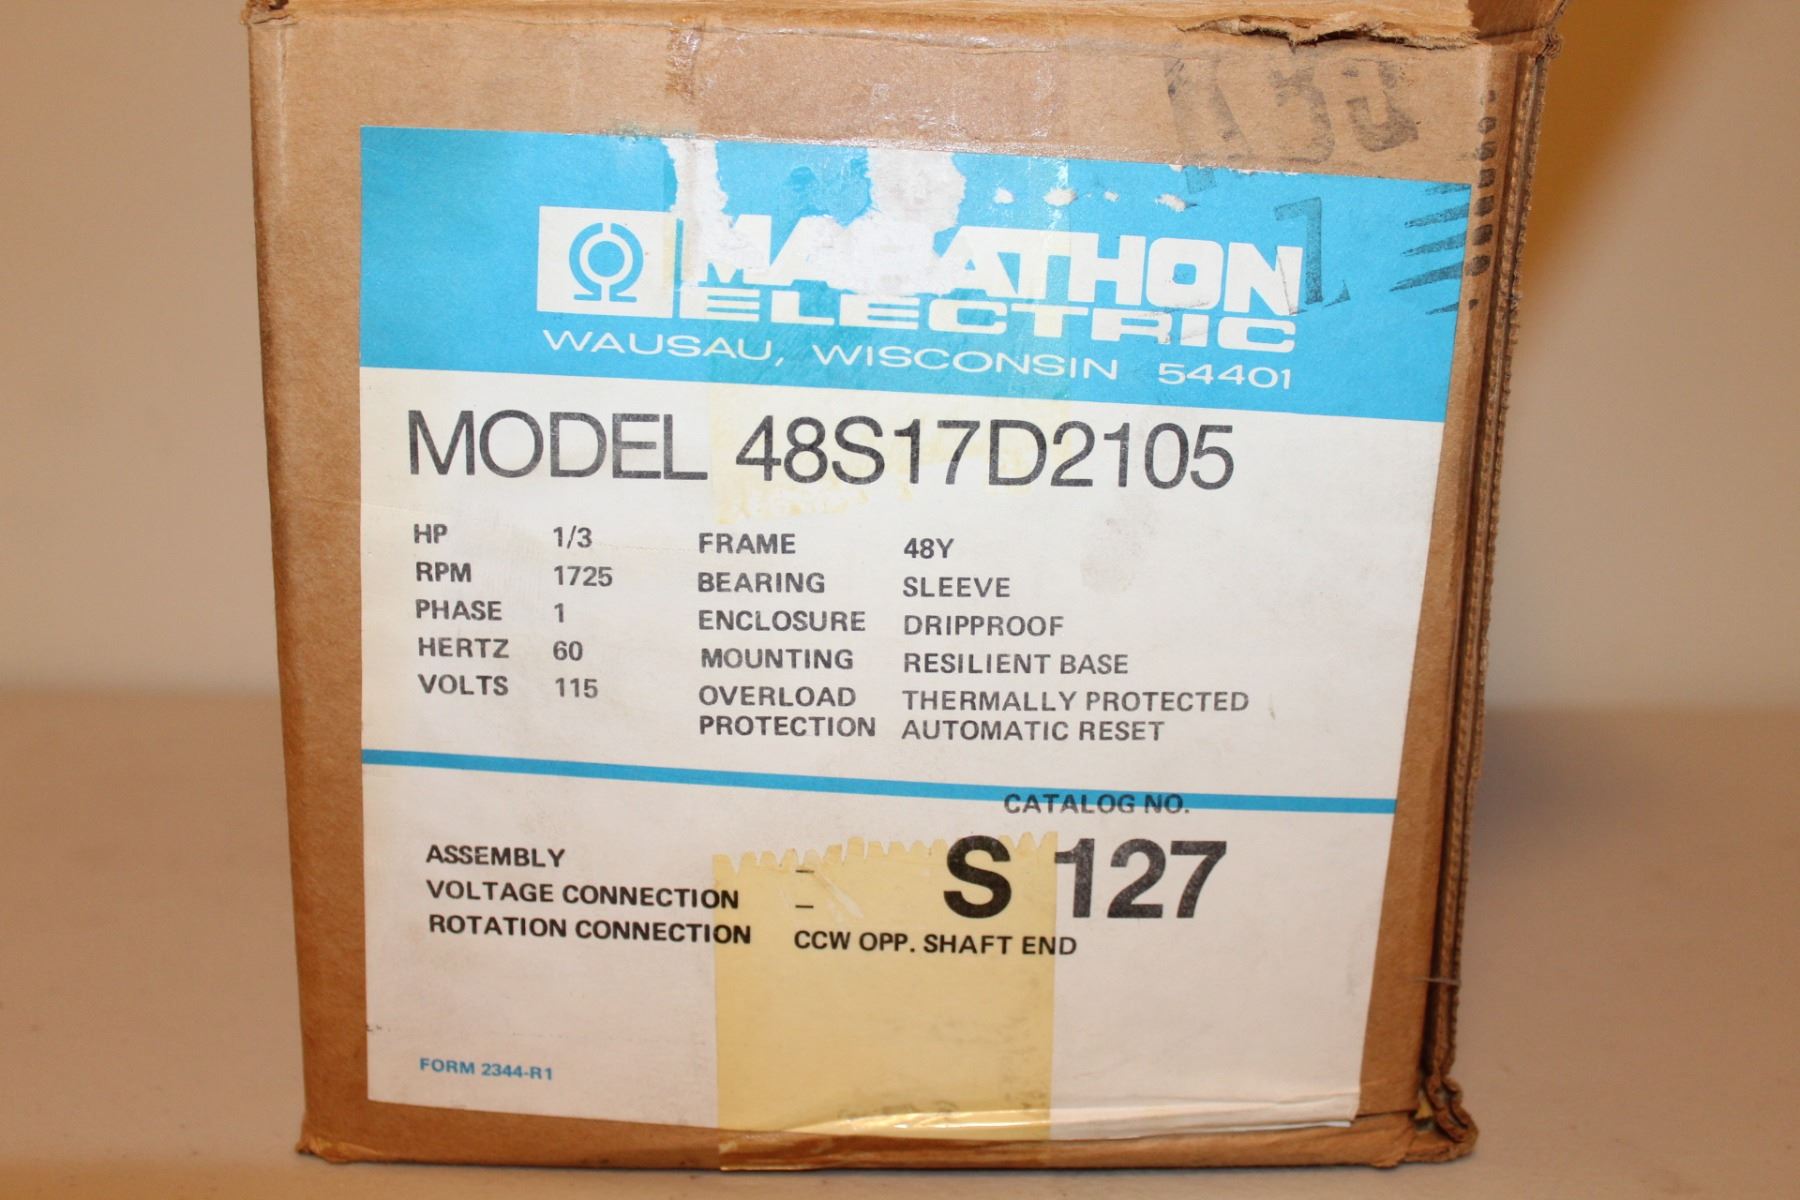 MARATHON
ELECTRIC
WAUSAU, WISCONSIN 54401
MODEL 48S17D2105
HP 1/3
RPM 1725
PHASE 1
HERTZ 60
VOLTS 115
FRAME 48Y
BEARING SLEEVE
ENCLOSURE DRIPPROOF
MOUNTING RESILIENT BASE
OVERLOAD THERMALLY PROTECTED
PROTECTION AUTOMATIC RESET
CATALOG NO.
S 127
ASSEMBLY –
VOLTAGE CONNECTION –
ROTATION CONNECTION CCW OPP. SHAFT END
FORM 2344-R1